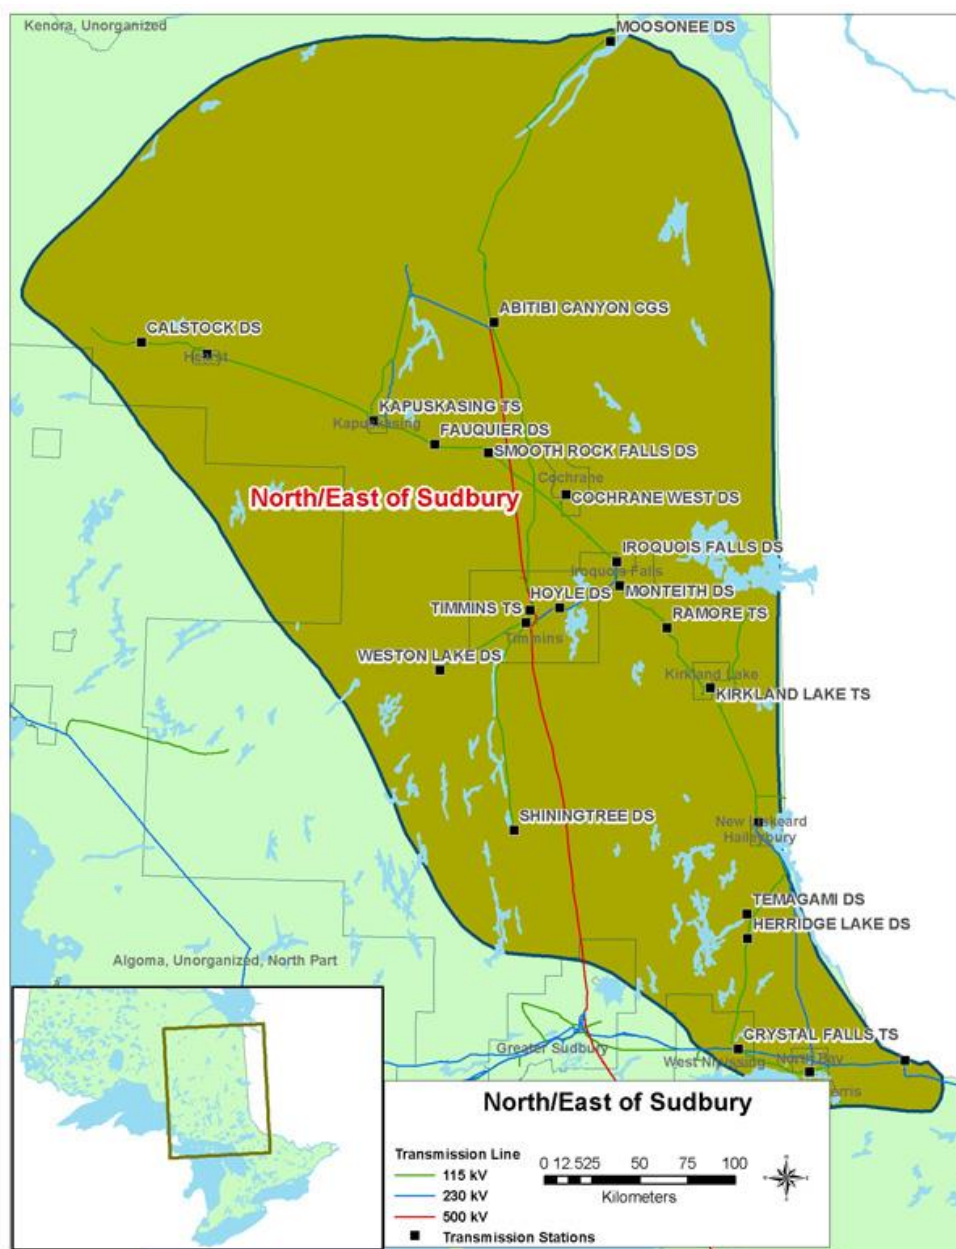 Kenora, Unorganized
MOOSONEE DS
ABITIBI CANYON CGS
CALSTOCK DS
Hearst
KAPUSKASING TS
Kapuskasing
FAUQUIER DS
SMOOTH ROCK FALLS DS
Cochrane
North/East of Sudbury
COCHRANE WEST DS
IROQUOIS FALLS DS
Iroquois Falls
MONTEITH DS
HOYLE DS
TIMMINS TS
RAMORE TS
Timmins
WESTON LAKE DS
Kirkland Lake
KIRKLAND LAKE TS
SHININGTREE DS
New Liskeard
Haileybury
TEMAGAMI DS
HERRIDGE LAKE DS
Algoma, Unorganized, North Part
CRYSTAL FALLS TS
Greater Sudbury
West Nipissing
North Bay
North/East of Sudbury
Transmission Line
115 kV
230 kV
500 kV
Transmission Stations
0 12.525 50 75 100
Kilometers